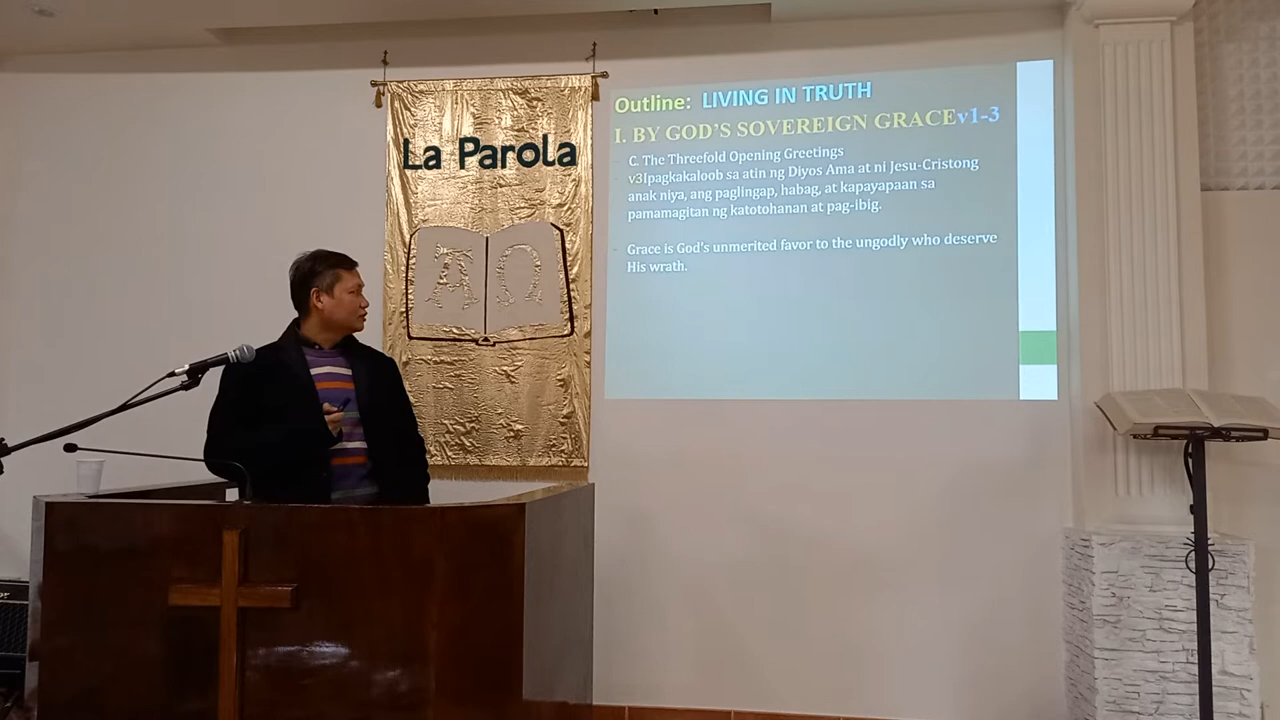 La Parola
Α Ω
Outline: LIVING IN TRUTH
I. BY GOD'S SOVEREIGN GRACEv1-3
C. The Threefold Opening Greetings
v3Ipagkakaloob sa atin ng Diyos Ama at ni Jesu-Cristong
anak niya, ang paglingap, habag, at kapayapaan sa
pamamagitan ng katotohanan at pag-ibig.
Grace is God's unmerited favor to the ungodly who deserve
His wrath.